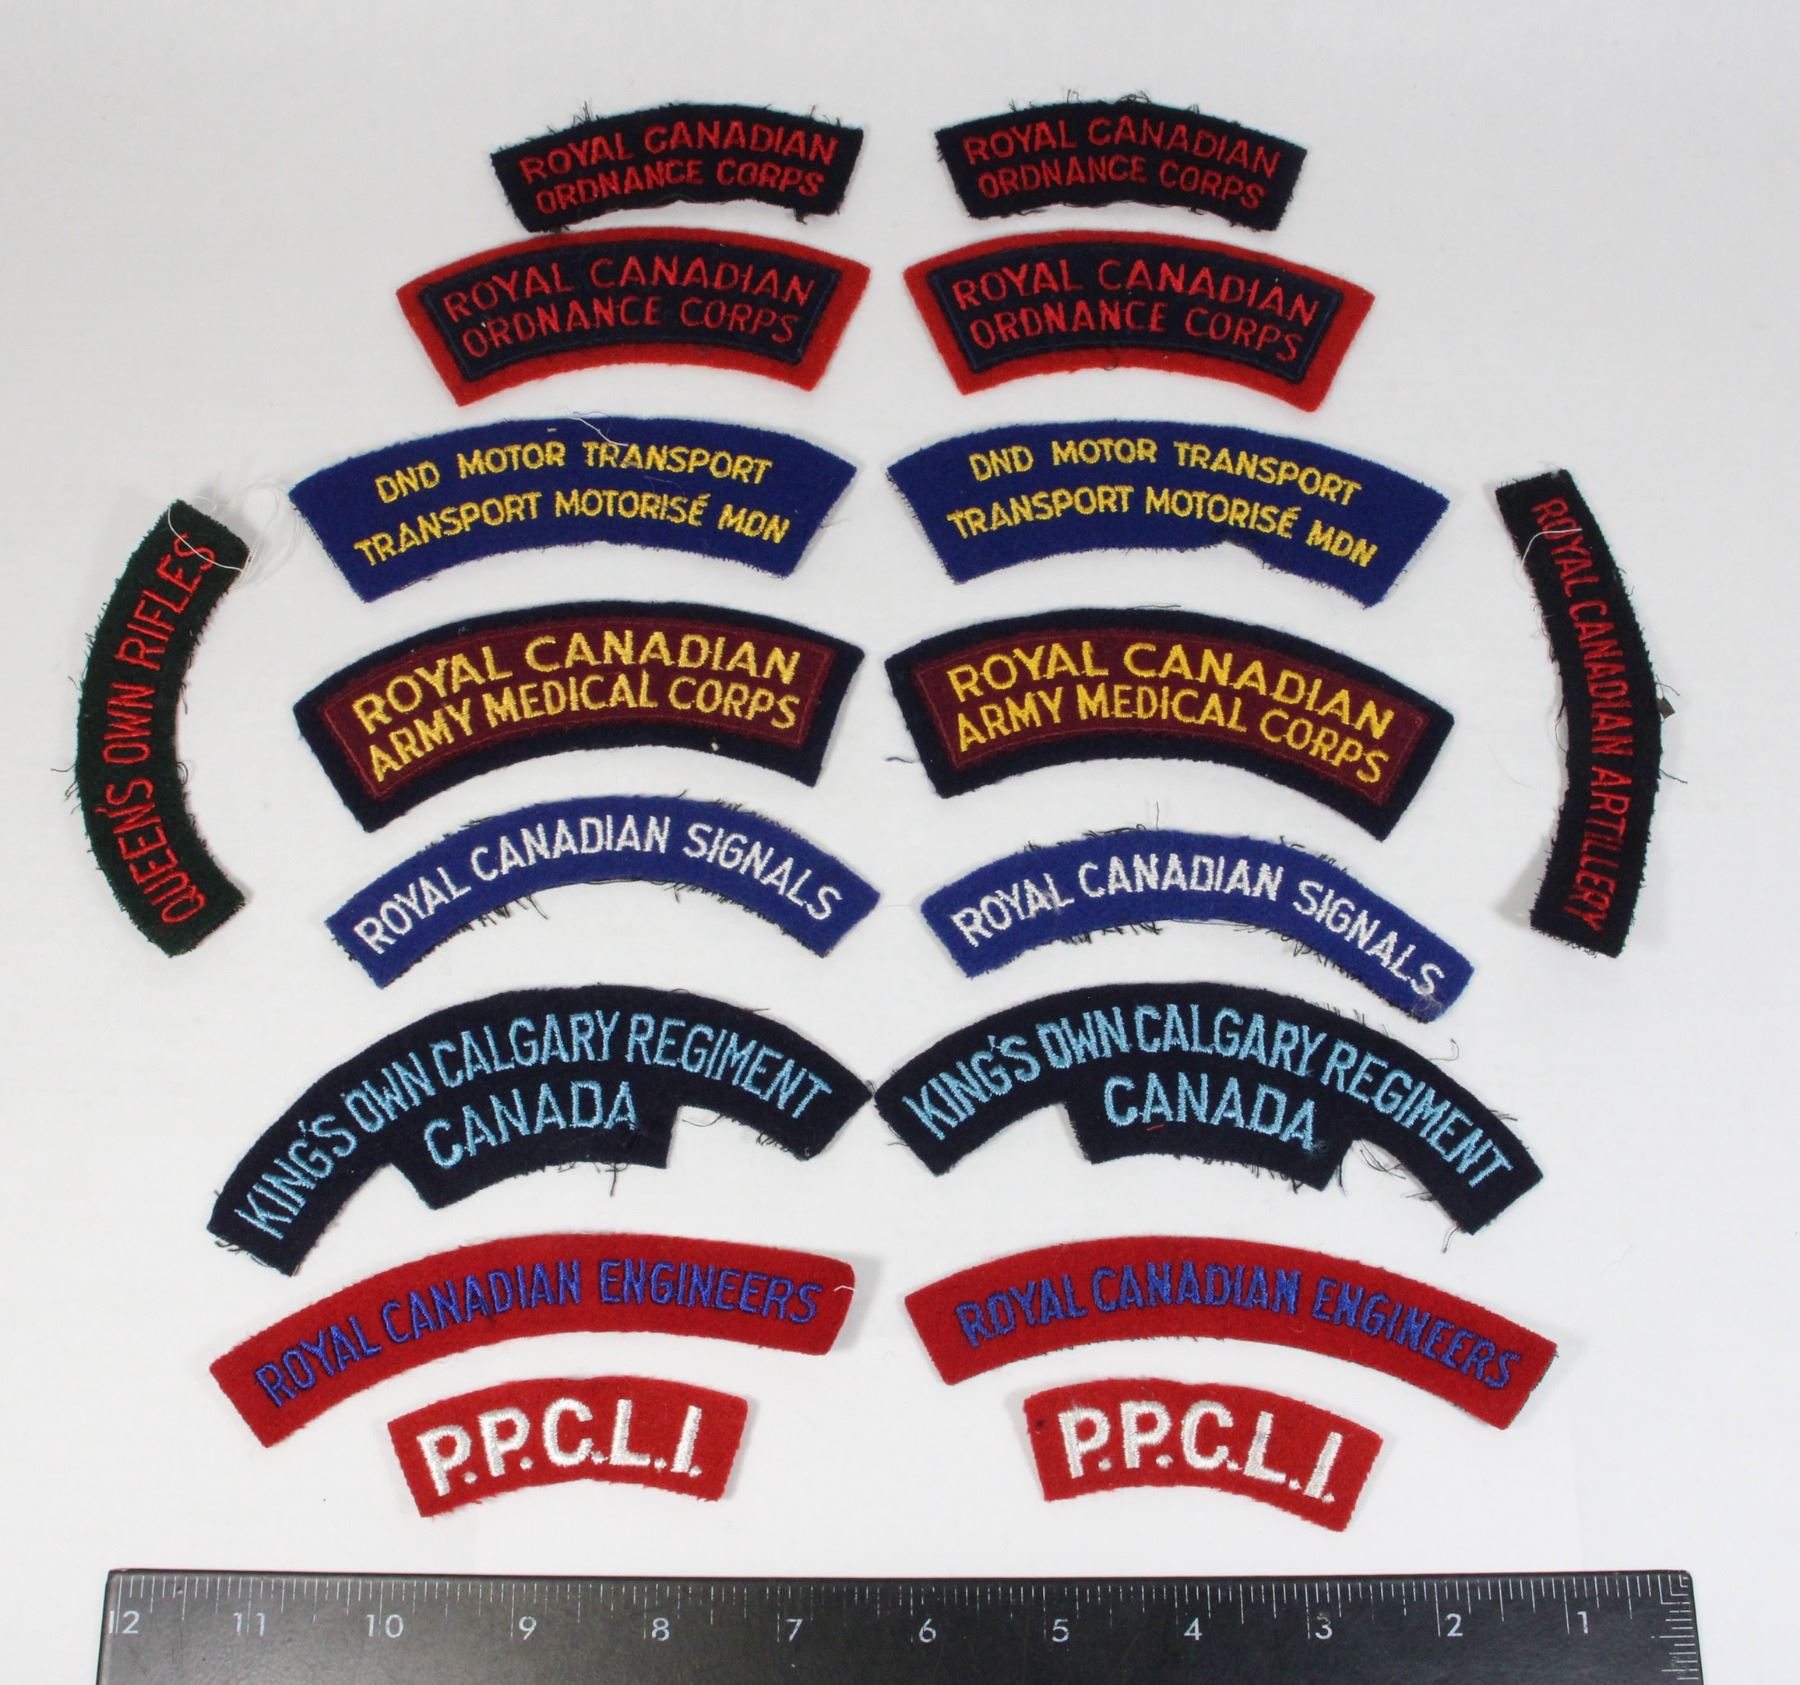 ROYAL CANADIAN
ORDNANCE CORPS
ROYAL CANADIAN
ORDNANCE CORPS
ROYAL CANADIAN
ORDNANCE CORPS
ROYAL CANADIAN
ORDNANCE CORPS
DND MOTOR TRANSPORT
TRANSPORT MOTORISÉ MDN
DND MOTOR TRANSPORT
TRANSPORT MOTORISÉ MDN
QUEEN'S OWN RIFLES
ROYAL CANADIAN ARTILLERY
ROYAL CANADIAN
ARMY MEDICAL CORPS
ROYAL CANADIAN
ARMY MEDICAL CORPS
ROYAL CANADIAN SIGNALS
ROYAL CANADIAN SIGNALS
KING'S OWN CALGARY REGIMENT
CANADA
KING'S OWN CALGARY REGIMENT
CANADA
ROYAL CANADIAN ENGINEERS
ROYAL CANADIAN ENGINEERS
P.P.C.L.I.
P.P.C.L.I.
12 11 10 9 8 7 6 5 4 3 2 1